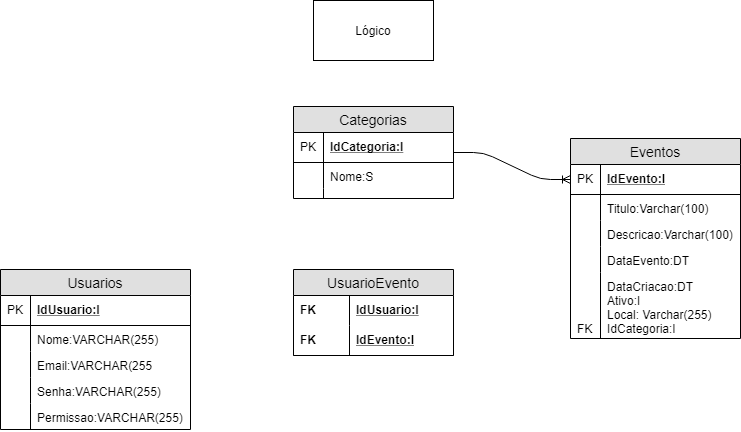 Lógico
Categorias
PK IdCategoria:I
Nome:S
Eventos
PK IdEvento:I
Titulo:Varchar(100)
Descricao:Varchar(100)
DataEvento:DT
DataCriacao:DT
Ativo:I
Local: Varchar(255)
FK IdCategoria:I
Usuarios
PK IdUsuario:I
Nome:VARCHAR(255)
Email:VARCHAR(255
Senha:VARCHAR(255)
Permissao:VARCHAR(255)
UsuarioEvento
FK IdUsuario:I
FK IdEvento:I